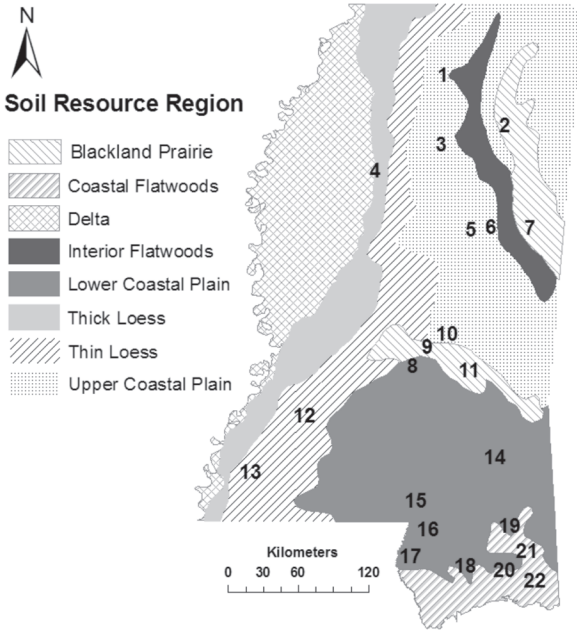 N
Soil Resource Region
Blackland Prairie
Coastal Flatwoods
Delta
Interior Flatwoods
Lower Coastal Plain
Thick Loess
Thin Loess
Upper Coastal Plain
1
2
3
4
5 6 7
10
9
8 11
12
13
14
15
16
17
18
19
20
21
22
Kilometers
0 30 60 120